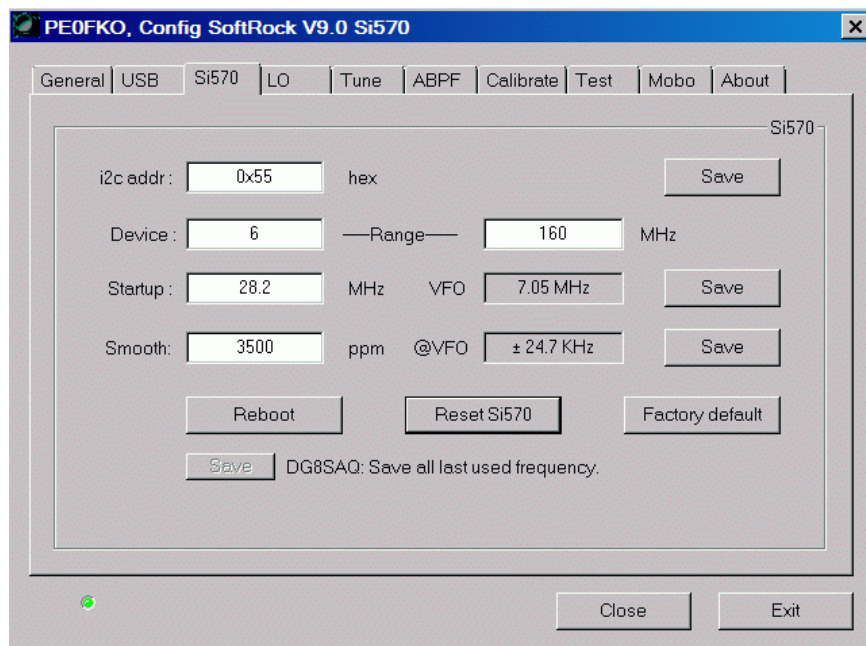 PE0FKO, Config SoftRock V9.0 Si570
General USB Si570 LO Tune ABPF Calibrate Test Mobo About
Si570
i2c addr : 0x55 hex Save
Device : 6 Range 160 MHz
Startup : 28.2 MHz VFO 7.05 MHz Save
Smooth: 3500 ppm @VFO ± 24.7 KHz Save
Reboot Reset Si570 Factory default
Save DG8SAQ: Save all last used frequency.
Close Exit